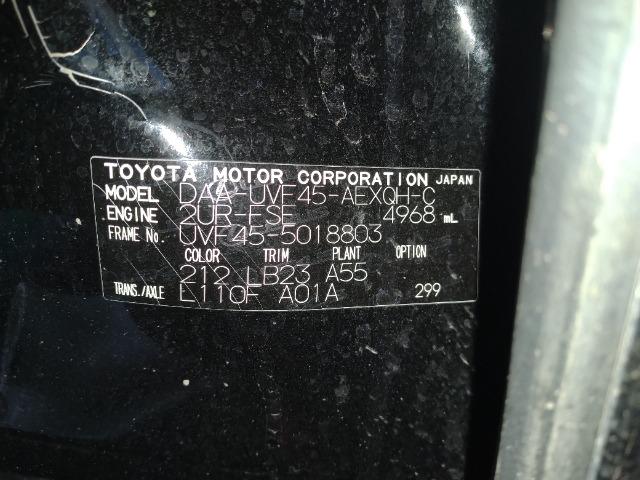 TOYOTA MOTOR CORPORATION JAPAN
MODEL DAA-UVF45-AEXQH-C
ENGINE 2UR-FSE 4968 mL
FRAME No. UVF45-5018803
COLOR TRIM PLANT OPTION
212 LB23 A55
TRANS./AXLE L110F A01A 299